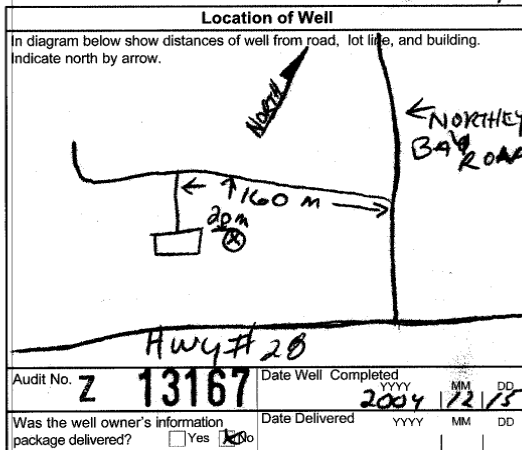 Location of Well
In diagram below show distances of well from road, lot line, and building.
Indicate north by arrow.
NORTH
NORTHEY
BAY ROAD
160 m
20 m
Hwy # 28
Audit No. Z 13167
Date Well Completed
YYYY MM DD
2004 12 15
Was the well owner's information
package delivered? Yes No
Date Delivered YYYY MM DD